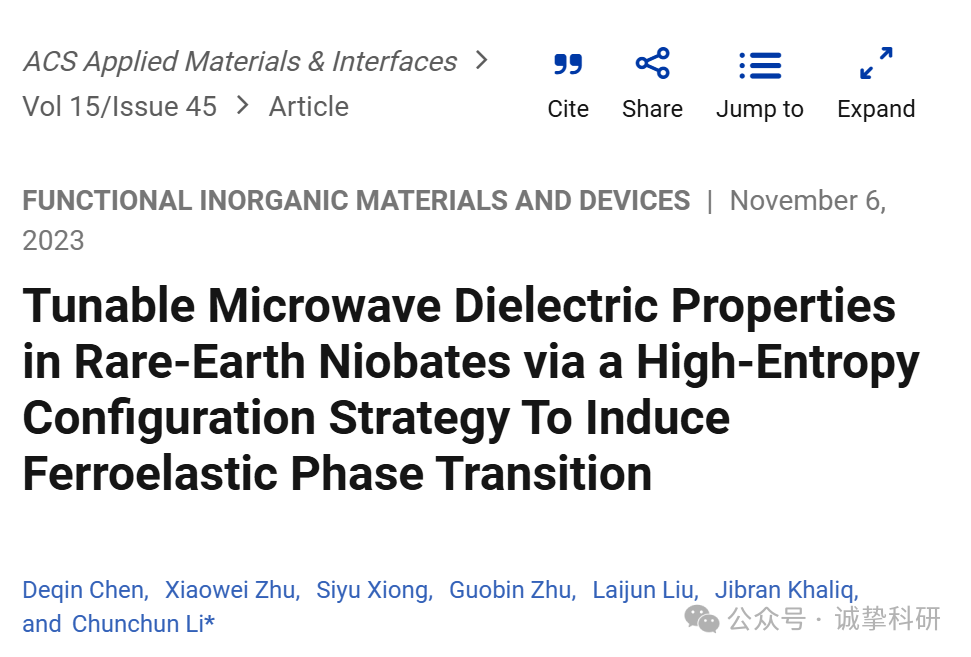 ACS Applied Materials & Interfaces >
Vol 15/Issue 45 > Article
Cite Share Jump to Expand
FUNCTIONAL INORGANIC MATERIALS AND DEVICES | November 6,
2023
Tunable Microwave Dielectric Properties
in Rare-Earth Niobates via a High-Entropy
Configuration Strategy To Induce
Ferroelastic Phase Transition
Deqin Chen, Xiaowei Zhu, Siyu Xiong, Guobin Zhu, Laijun Liu, Jibran Khaliq,
and Chunchun Li*
公众号 · 诚挚科研